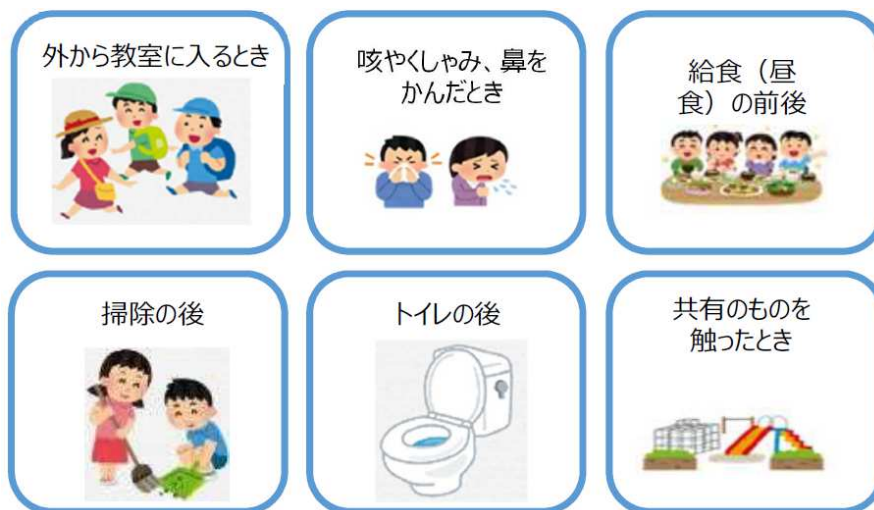 外から教室に入るとき
咳やくしゃみ、鼻を
かんだとき
給食（昼
食）の前後
掃除の後
トイレの後
共有のものを
触ったとき